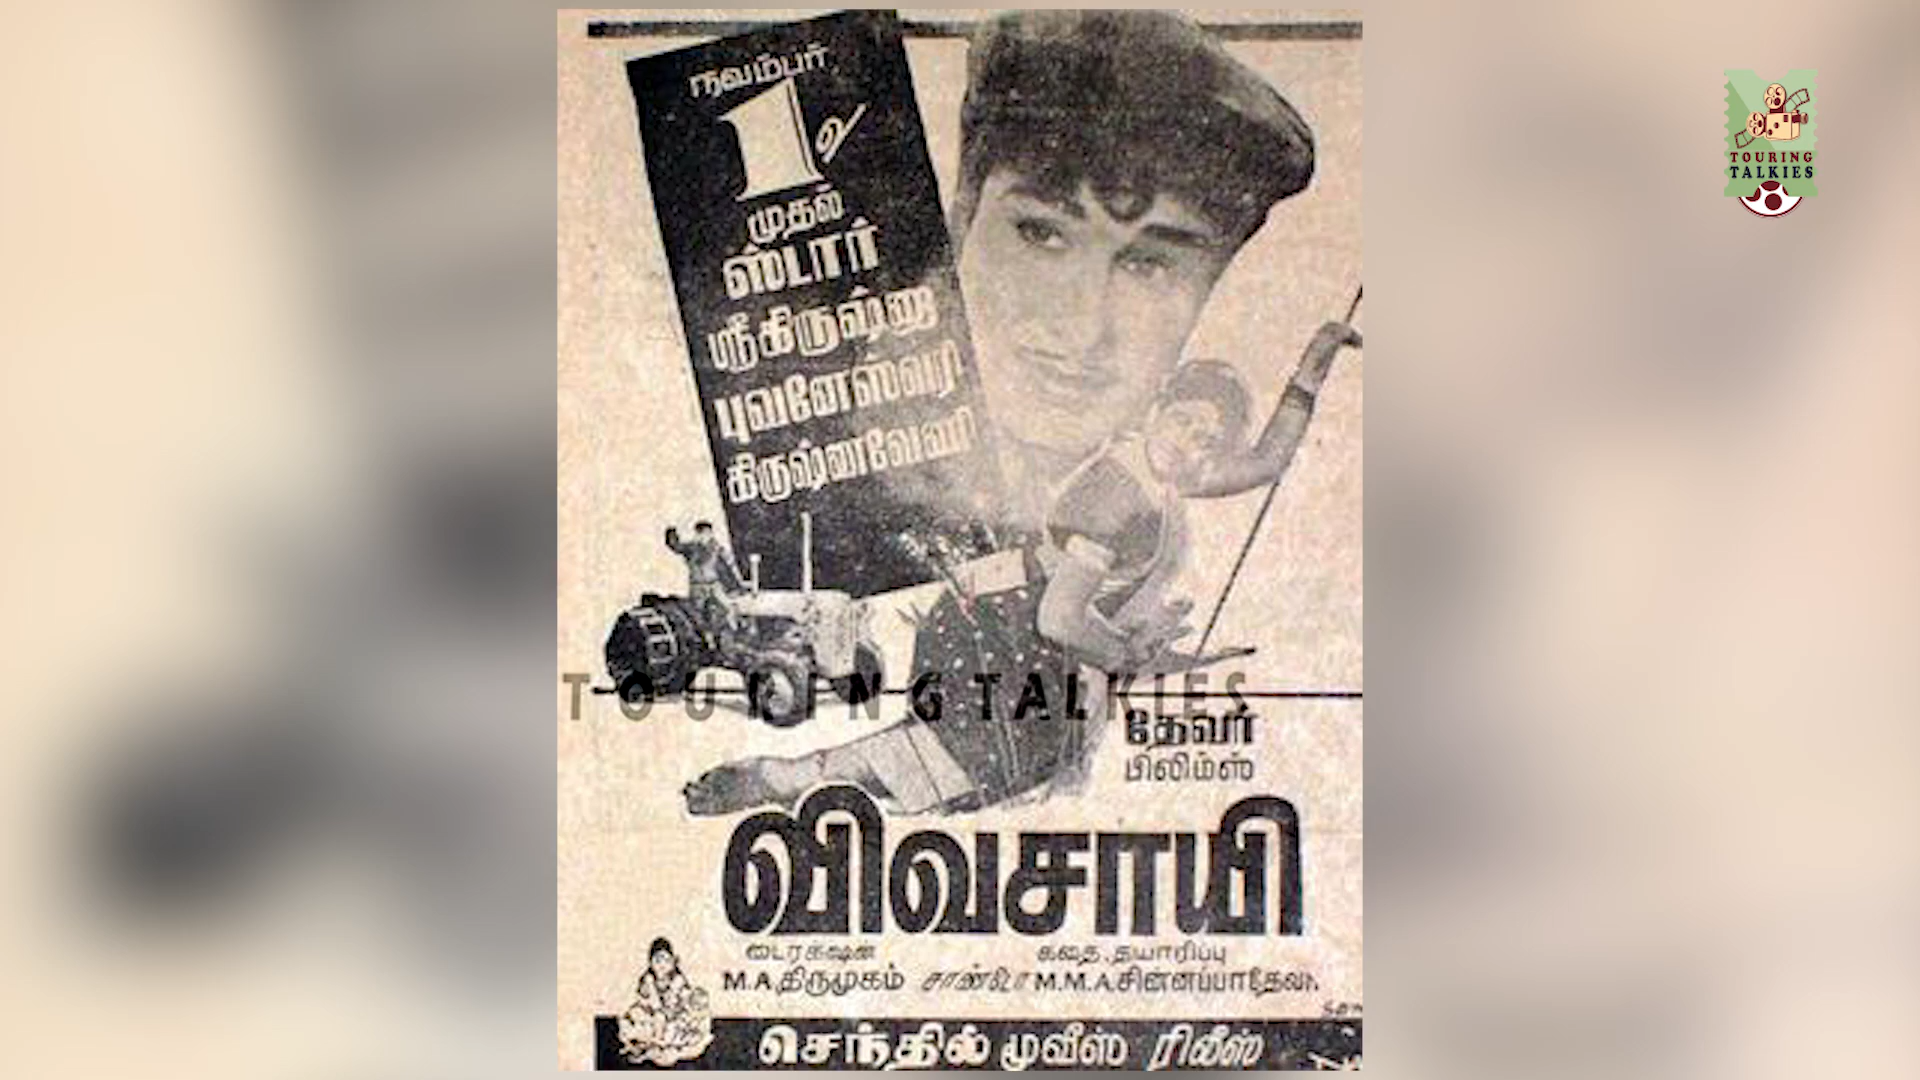 நவம்பர்
1௳
முதல்
ஸ்டார்
ஸ்ரீகிருஷ்ணா
புவனேஸ்வரி
கிருஷ்ணவேணி
TOURING
TALKIES
TOURING TALKIES
தேவர்
பிலிம்ஸ்
விவசாயி
டைரக்ஷன் கதை, தயாரிப்பு
M.A.திருமுகம் சாண்டோ M.M.A.சின்னப்பாதேவர்
செந்தில் மூவிஸ் ரிலீஸ்